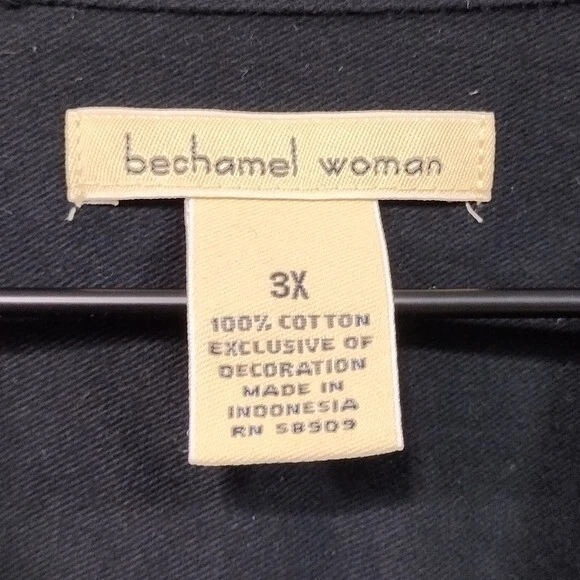 bechamel woman
3X
100% COTTON
EXCLUSIVE OF
DECORATION
MADE IN
INDONESIA
RN 58909